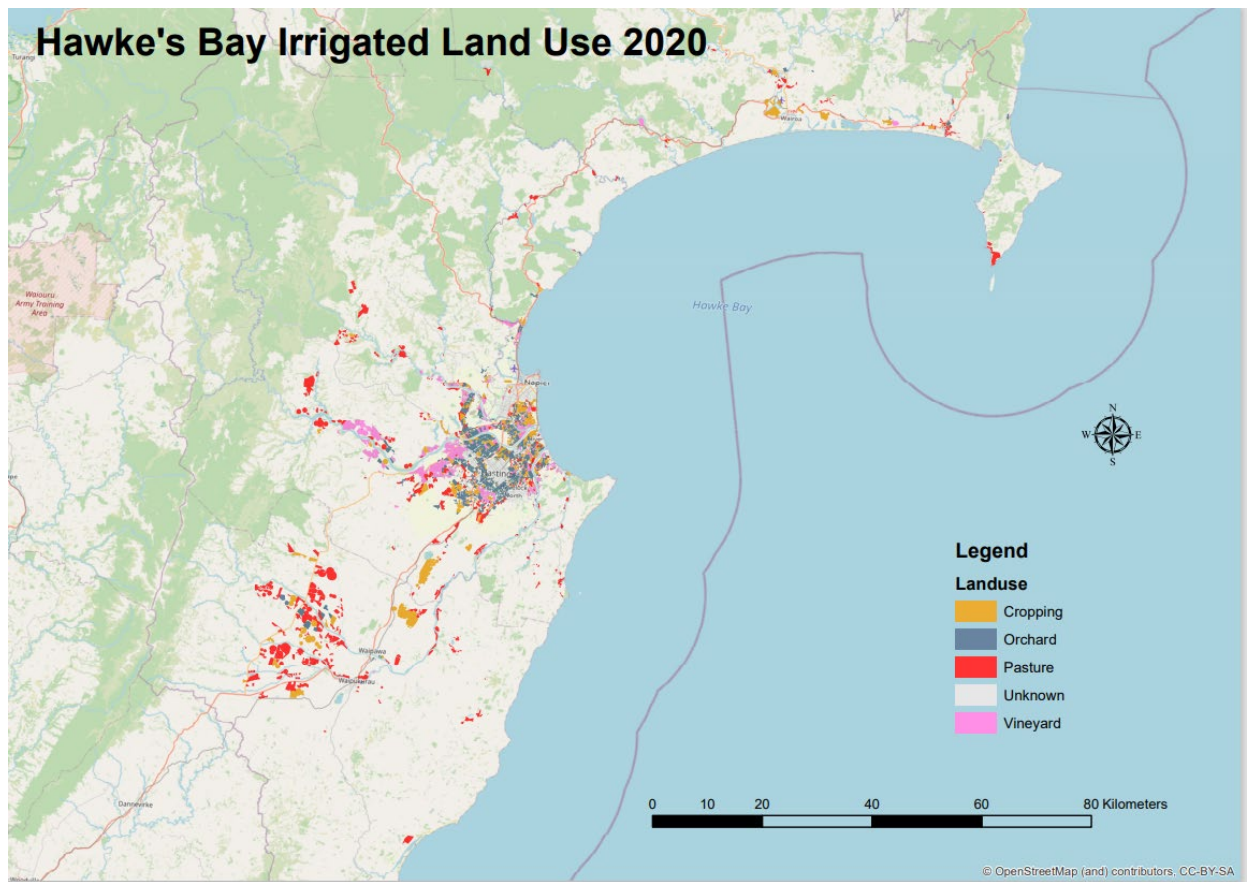 Hawke's Bay Irrigated Land Use 2020
Turangi
Wairoa
Waiouru
Army Training
Area
Hawke Bay
Napier
N
W
E
S
Waipawa
Waipukurau
Dannevirke
Legend
Landuse
Cropping
Orchard
Pasture
Unknown
Vineyard
0 10 20 40 60 80 Kilometers
© OpenStreetMap (and) contributors, CC-BY-SA